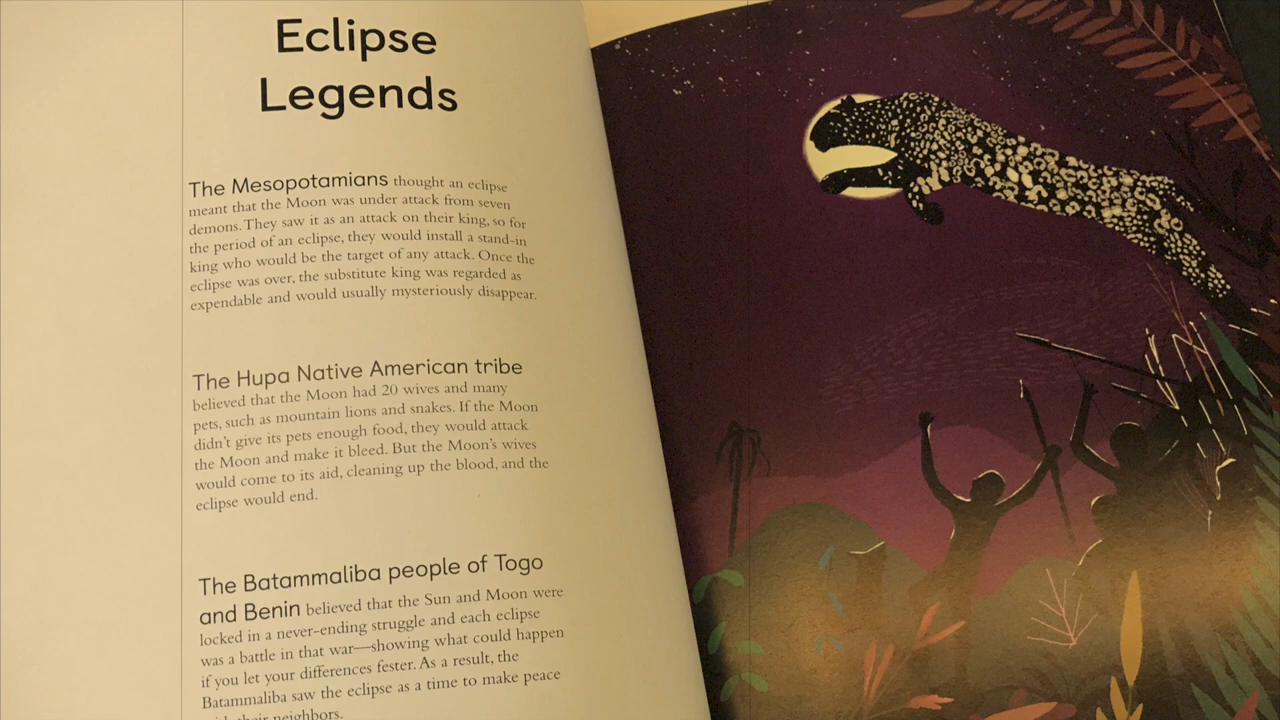 Eclipse
Legends
The Mesopotamians thought an eclipse
meant that the Moon was under attack from seven
demons. They saw it as an attack on their king, so for
the period of an eclipse, they would install a stand-in
king who would be the target of any attack. Once the
eclipse was over, the substitute king was regarded as
expendable and would usually mysteriously disappear.
The Hupa Native American tribe
believed that the Moon had 20 wives and many
pets, such as mountain lions and snakes. If the Moon
didn't give its pets enough food, they would attack
the Moon and make it bleed. But the Moon's wives
would come to its aid, cleaning up the blood, and the
eclipse would end.
The Batammaliba people of Togo
and Benin believed that the Sun and Moon were
locked in a never-ending struggle and each eclipse
was a battle in that war—showing what could happen
if you let your differences fester. As a result, the
Batammaliba saw the eclipse as a time to make peace
their neighbors.